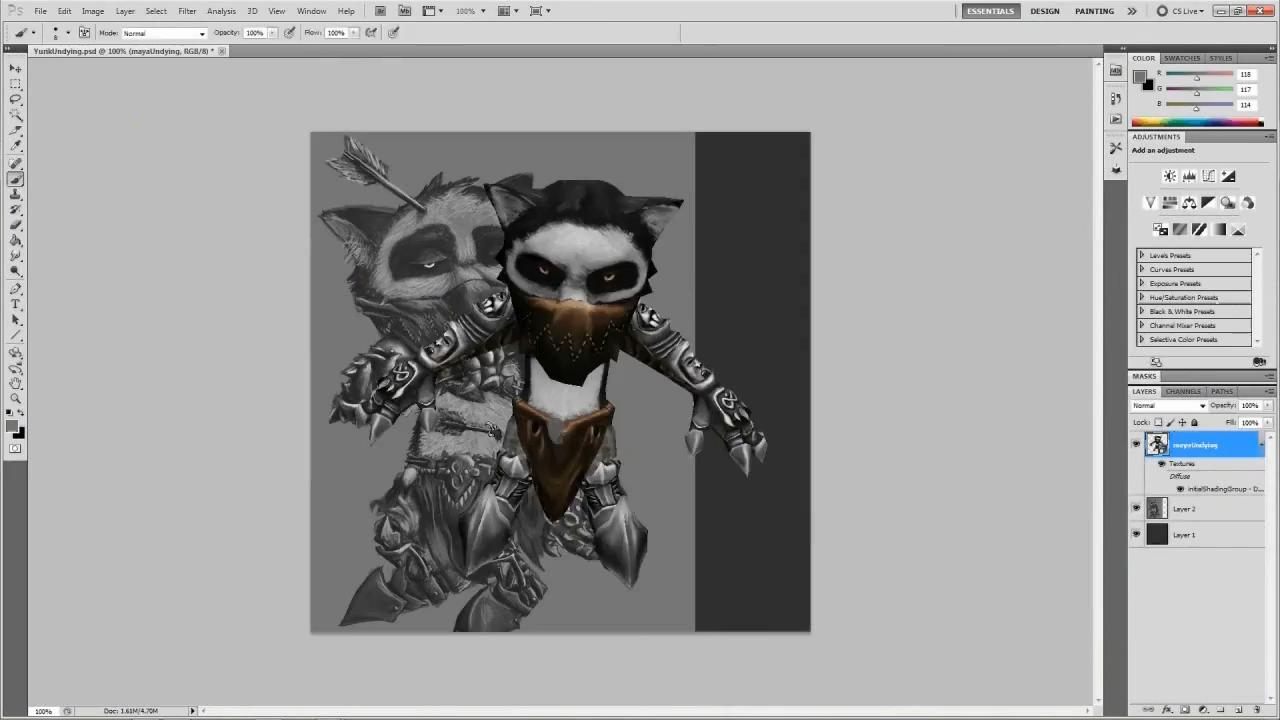 PS File Edit Image Layer Select Filter Analysis 3D View Window Help Br Mb 100% ESSENTIALS DESIGN PAINTING CS Live
Mode: Normal Opacity: 100% Flow: 100%
YurikUndying.psd @ 100% (mayaUndying, RGB/8) *
COLOR SWATCHES STYLES
R 118
G 117
B 114
ADJUSTMENTS
Add an adjustment
Levels Presets
Curves Presets
Exposure Presets
Hue/Saturation Presets
Black & White Presets
Channel Mixer Presets
Selective Color Presets
MASKS
LAYERS CHANNELS PATHS
Normal Opacity: 100%
Lock: Fill: 100%
mayaUndying
Textures
Diffuse
initialShadingGroup - D...
Layer 2
Layer 1
100% Doc: 1.61M/4.70M